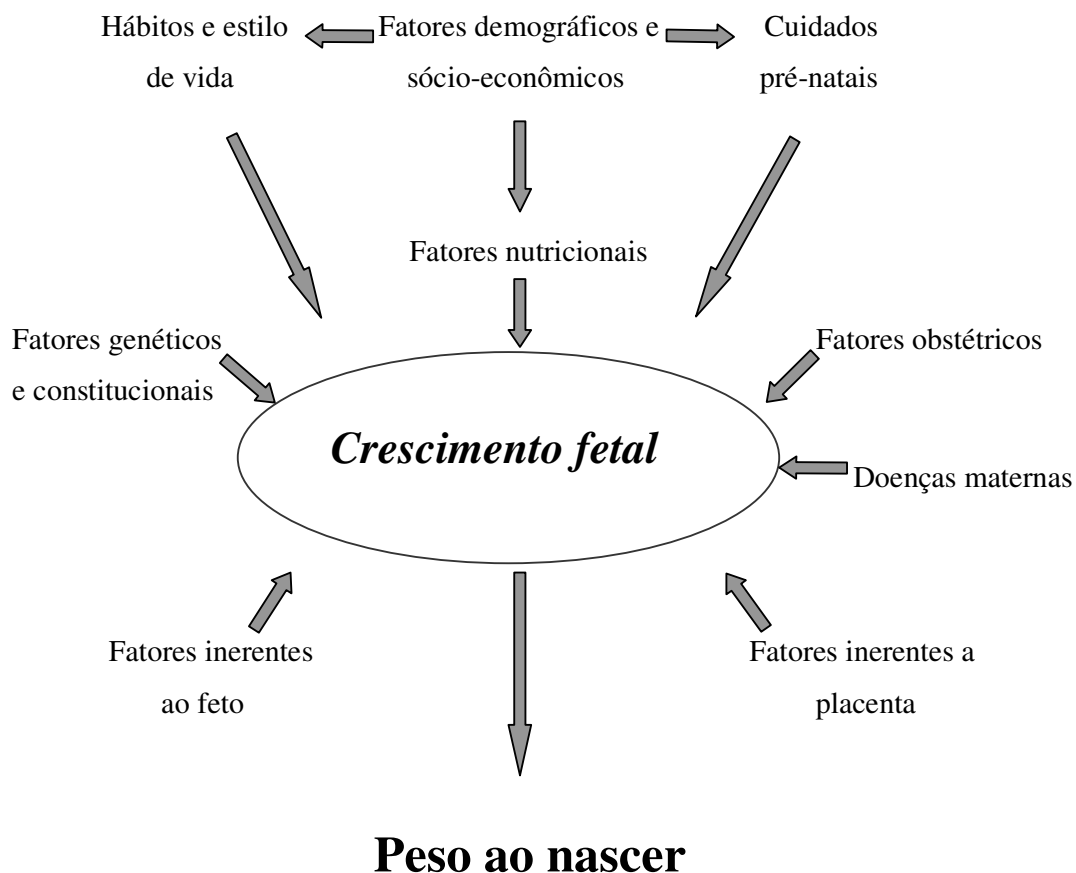 Hábitos e estilo
de vida
Fatores demográficos e
sócio-econômicos
Cuidados
pré-natais
Fatores nutricionais
Fatores genéticos
e constitucionais
Fatores obstétricos
Crescimento fetal
Doenças maternas
Fatores inerentes
ao feto
Fatores inerentes a
placenta
Peso ao nascer